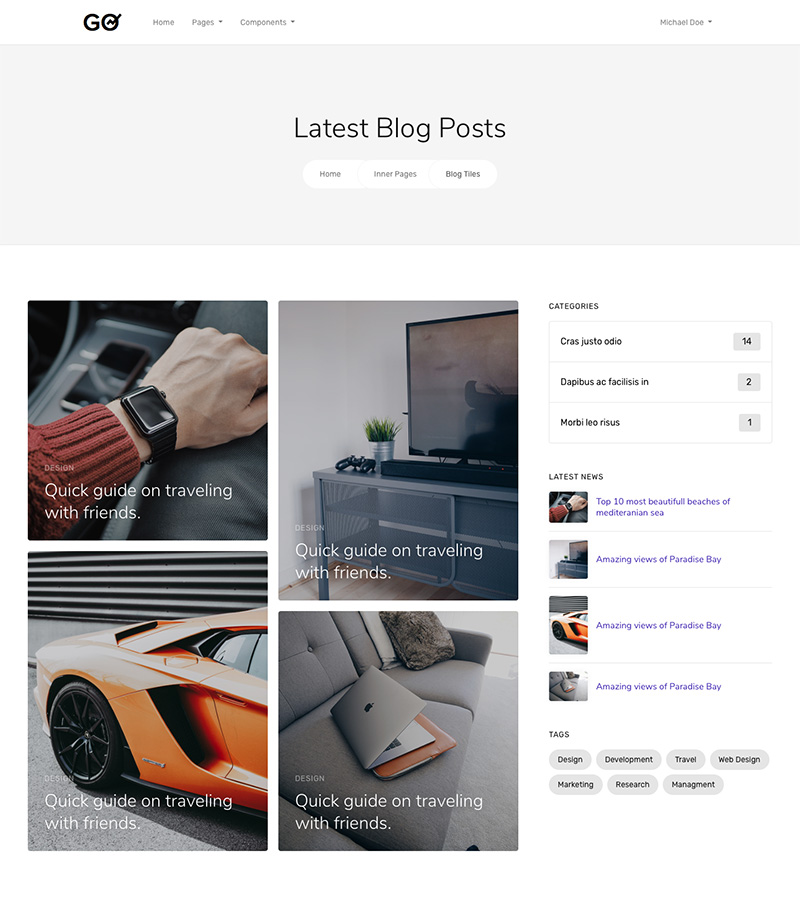 GO
Home Pages Components Michael Doe
Latest Blog Posts
Home Inner Pages Blog Tiles
DESIGN
Quick guide on traveling
with friends.
DESIGN
Quick guide on traveling
with friends.
DESIGN
Quick guide on traveling
with friends.
DESIGN
Quick guide on traveling
with friends.
CATEGORIES
Cras justo odio 14
Dapibus ac facilisis in 2
Morbi leo risus 1
LATEST NEWS
Top 10 most beautifull beaches of
mediteranian sea
Amazing views of Paradise Bay
Amazing views of Paradise Bay
Amazing views of Paradise Bay
TAGS
Design Development Travel Web Design
Marketing Research Managment